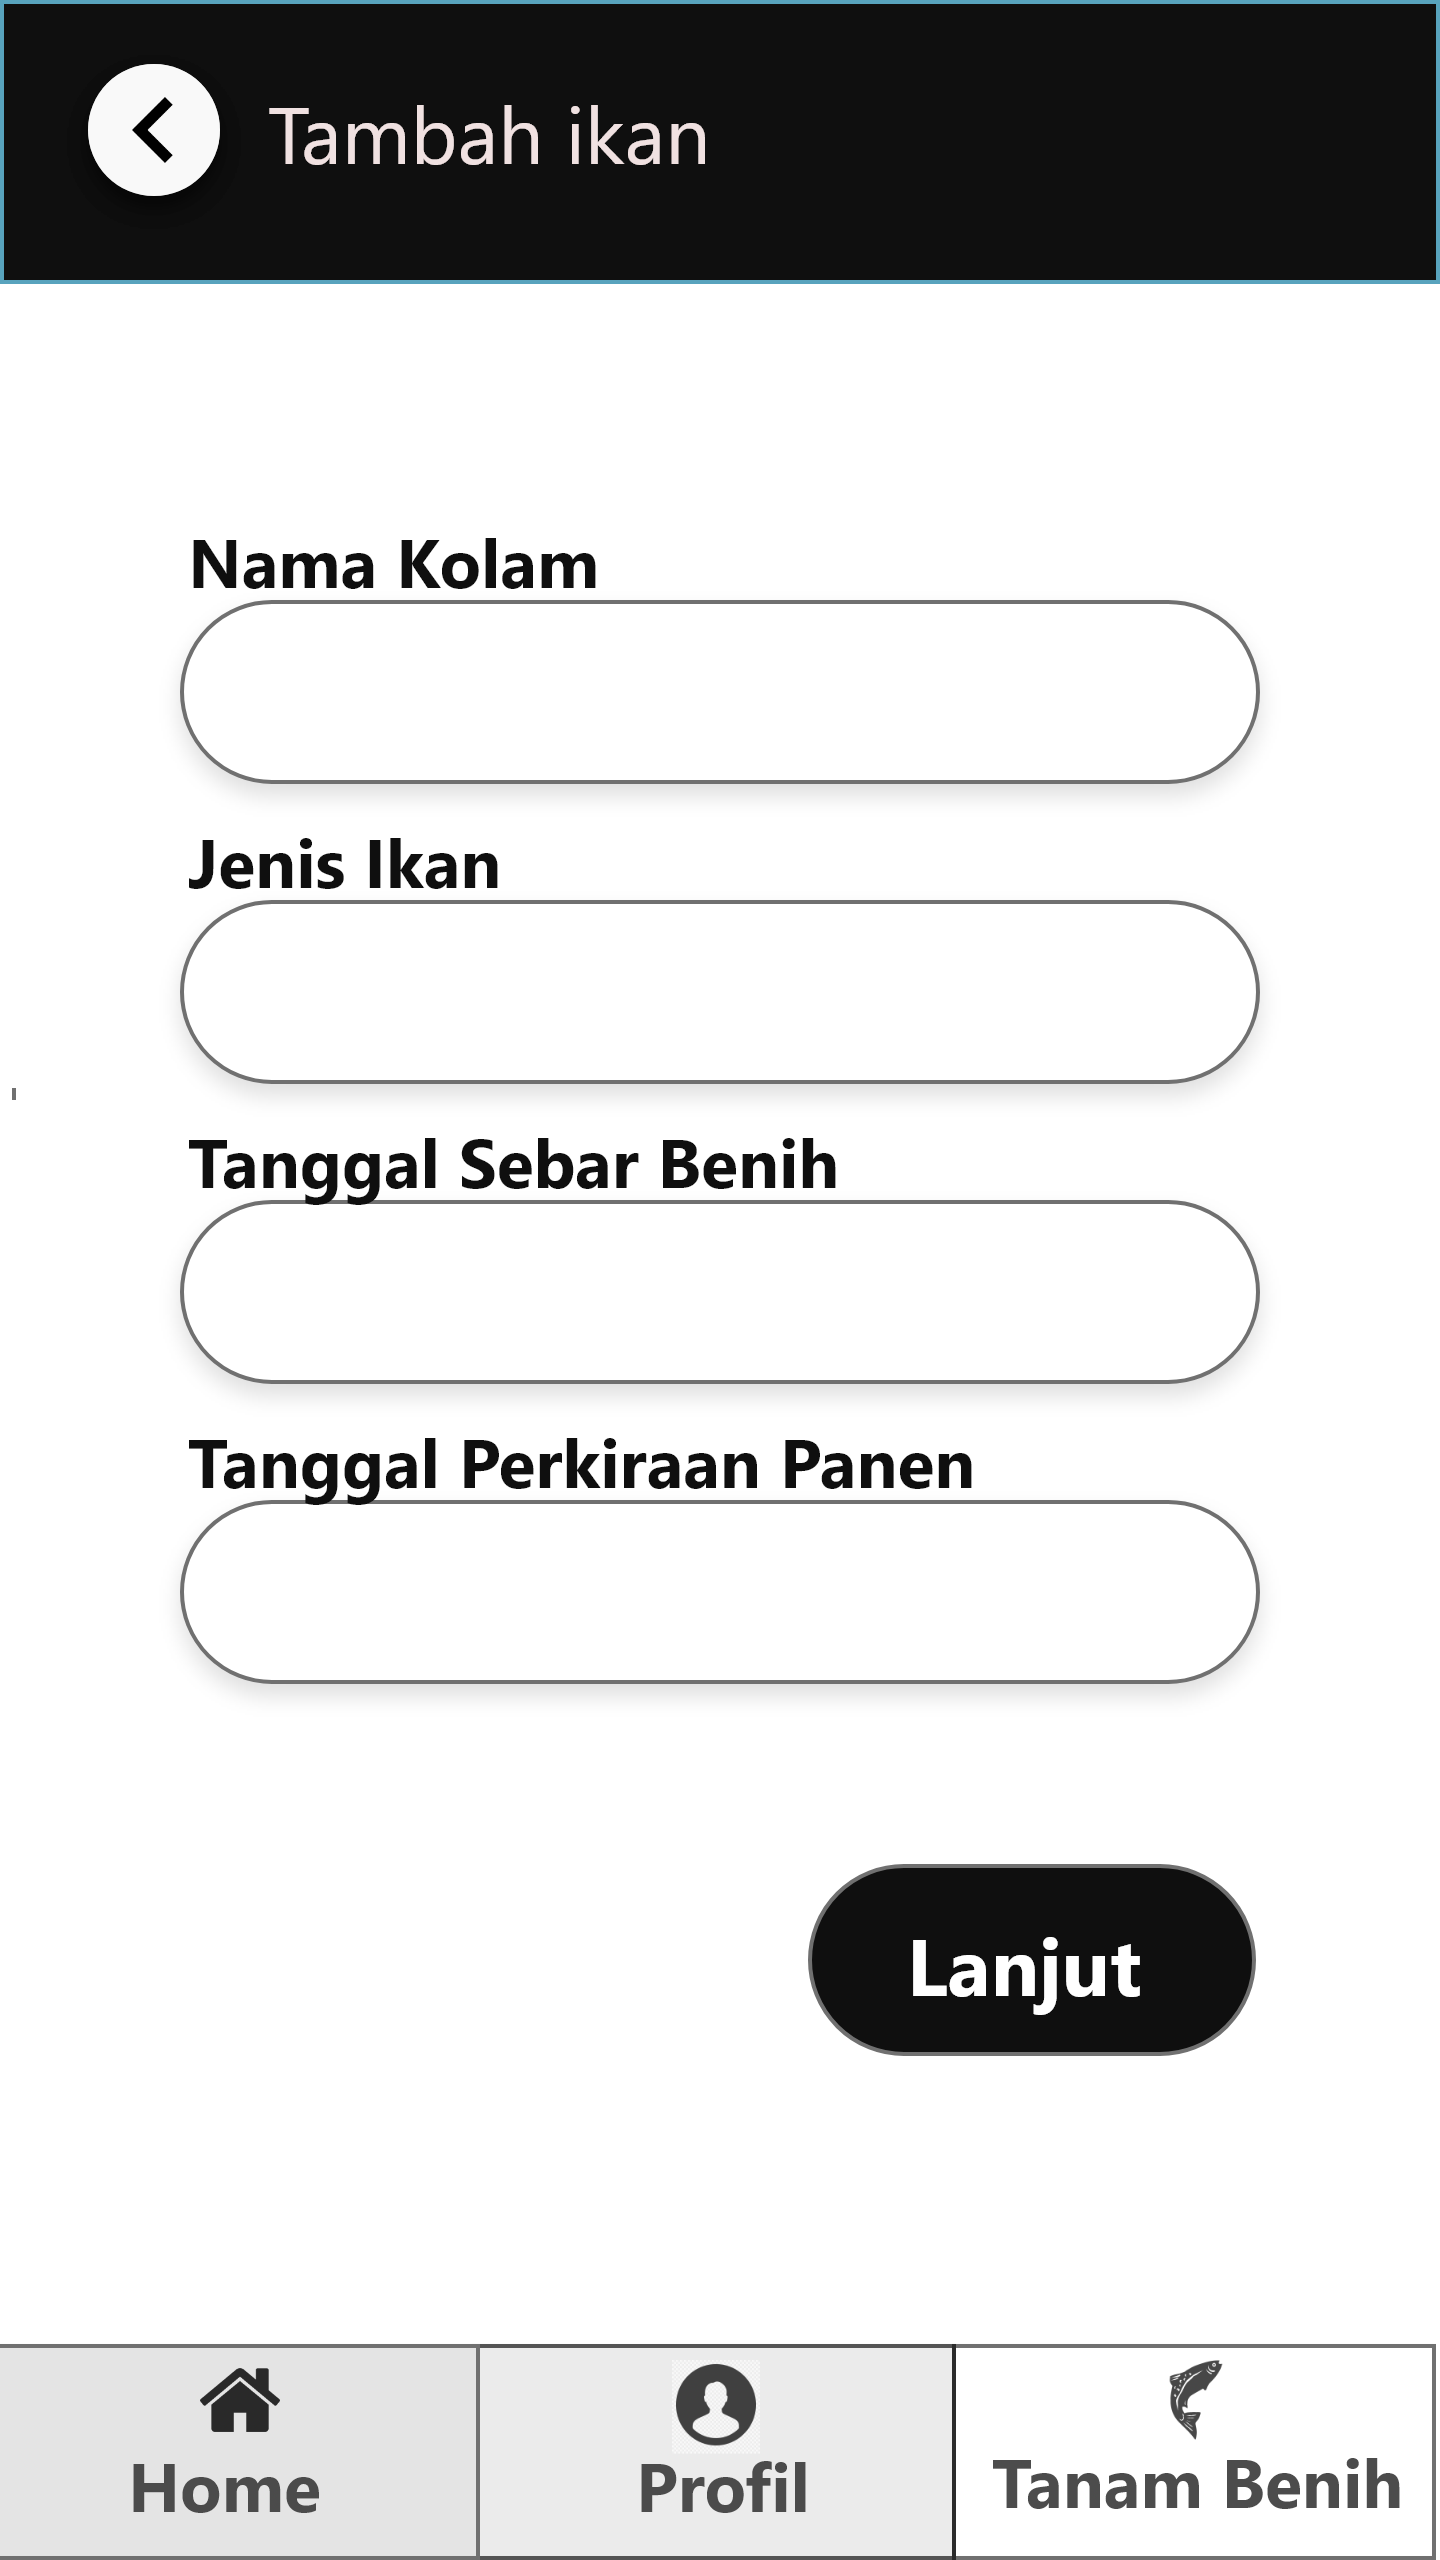 Tambah ikan
Nama Kolam
Jenis Ikan
Tanggal Sebar Benih
Tanggal Perkiraan Panen
Lanjut
Home
Profil
Tanam Benih